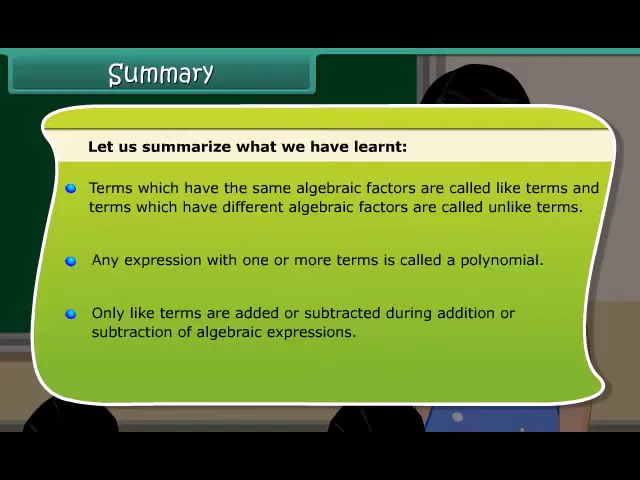 Summary
Let us summarize what we have learnt:
Terms which have the same algebraic factors are called like terms and
terms which have different algebraic factors are called unlike terms.
Any expression with one or more terms is called a polynomial.
Only like terms are added or subtracted during addition or
subtraction of algebraic expressions.